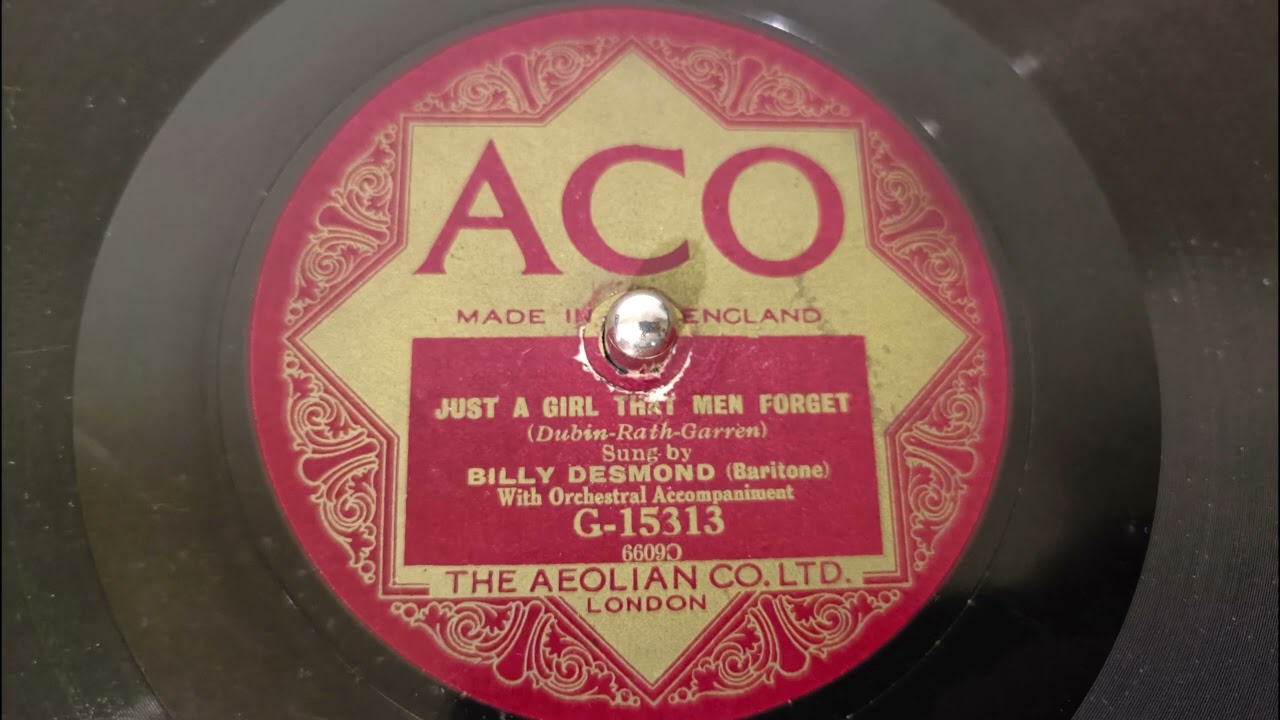 ACO
MADE IN ENGLAND
JUST A GIRL THAT MEN FORGET
(Dubin-Rath-Garren)
Sung by
BILLY DESMOND (Baritone)
With Orchestral Accompaniment
G-15313
THE AEOLIAN CO. LTD.
LONDON